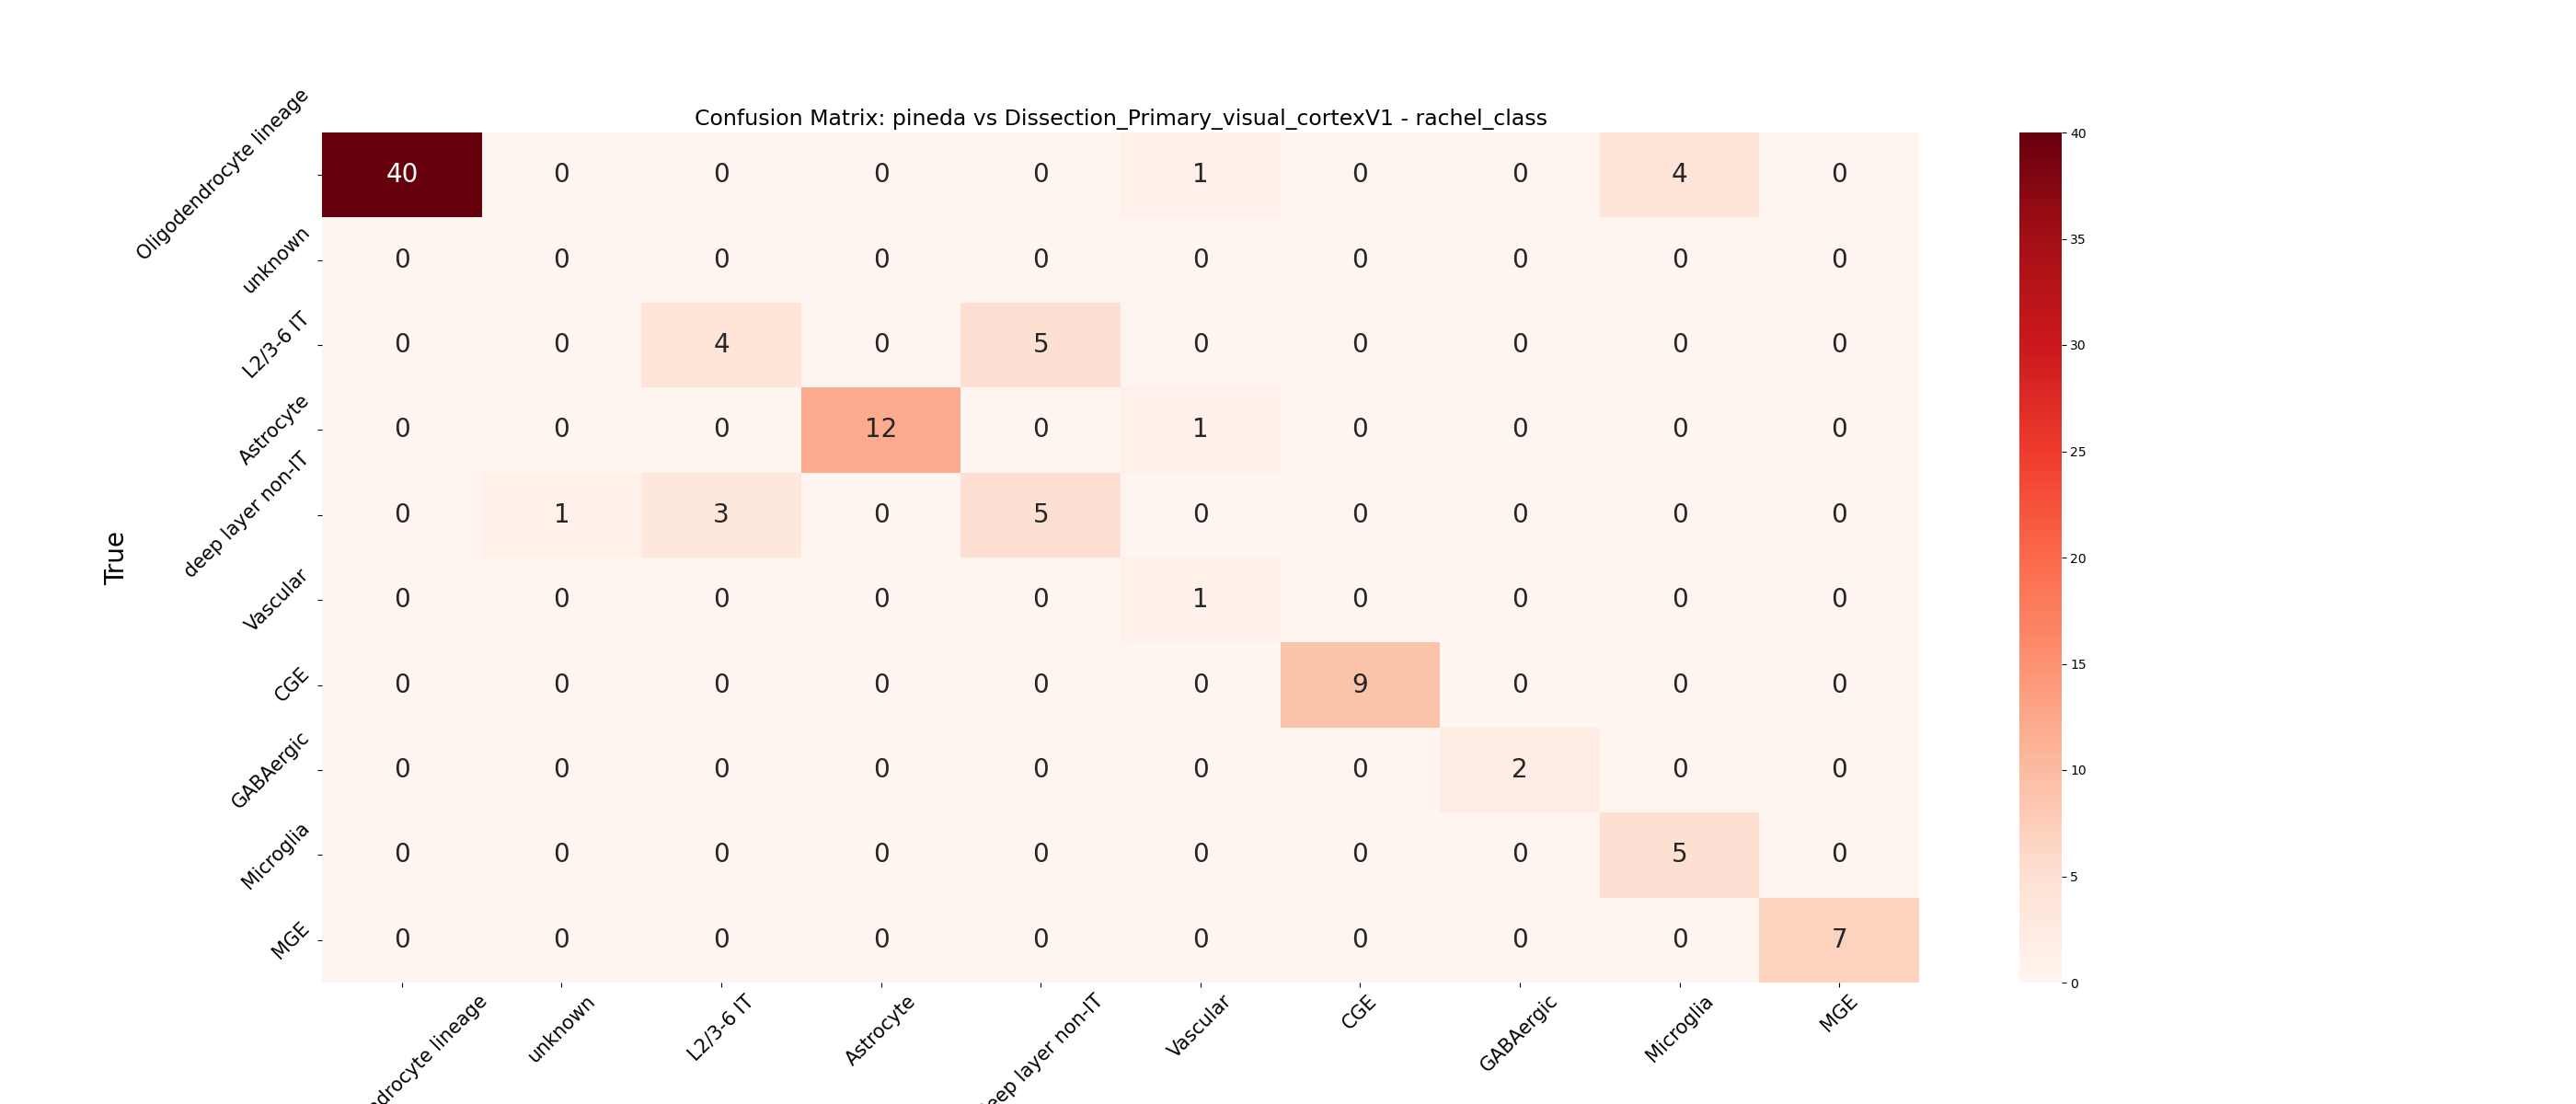 Confusion Matrix: pineda vs Dissection_Primary_visual_cortexV1 - rachel_class
True
Oligodendrocyte lineage 40 0 0 0 0 1 0 0 4 0
unknown 0 0 0 0 0 0 0 0 0 0
L2/3-6 IT 0 0 4 0 5 0 0 0 0 0
Astrocyte 0 0 0 12 0 1 0 0 0 0
deep layer non-IT 0 1 3 0 5 0 0 0 0 0
Vascular 0 0 0 0 0 1 0 0 0 0
CGE 0 0 0 0 0 0 9 0 0 0
GABAergic 0 0 0 0 0 0 0 2 0 0
Microglia 0 0 0 0 0 0 0 0 5 0
MGE 0 0 0 0 0 0 0 0 0 7
lineage unknown L2/3-6 IT Astrocyte layer non-IT Vascular CGE GABAergic Microglia MGE
40
35
30
25
20
15
10
5
0